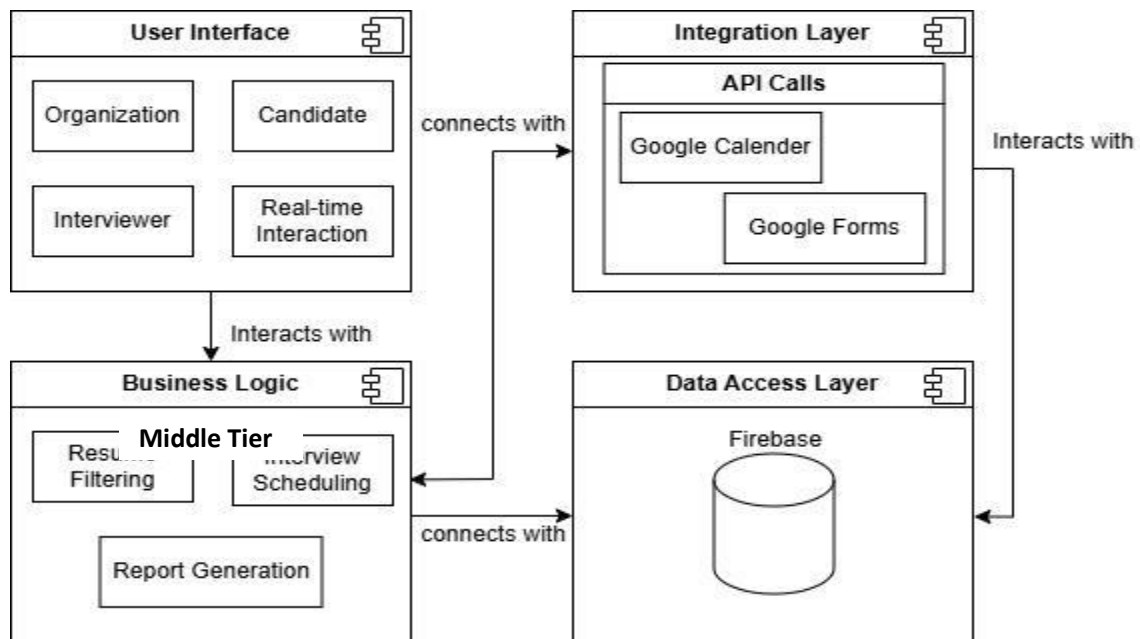 User Interface
Organization
Candidate
Interviewer
Real-time
Interaction
connects with
Integration Layer
API Calls
Google Calender
Google Forms
Interacts with
Interacts with
Business Logic
Middle Tier
Filtering
Scheduling
Report Generation
connects with
Data Access Layer
Firebase